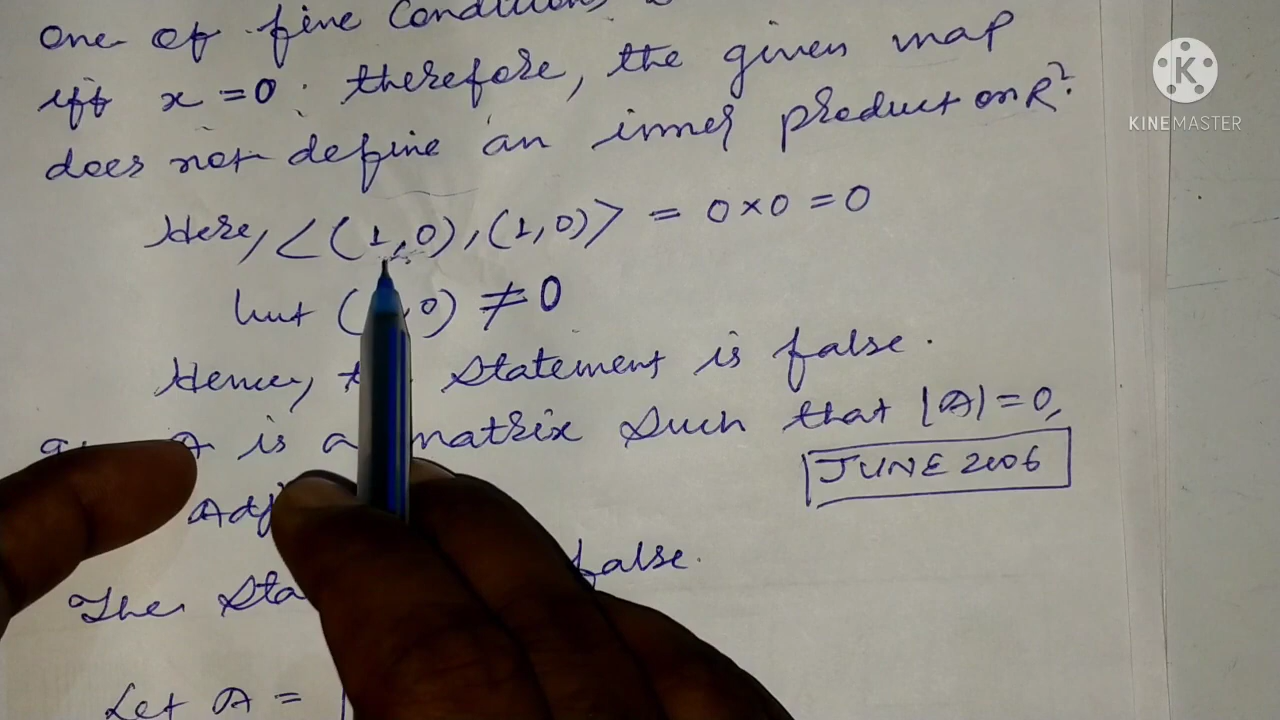 one of five conditions
iff x = 0. therefore, the given map
does not define an inner product on R².
Here, <(1,0), (1,0)> = 0×0 = 0
but ( ,0) ≠ 0
Hence, statement is false.
A is a matrix such that |A| = 0,
JUNE 2006
Adj
The Sta false.
Let A =
K
KINEMASTER